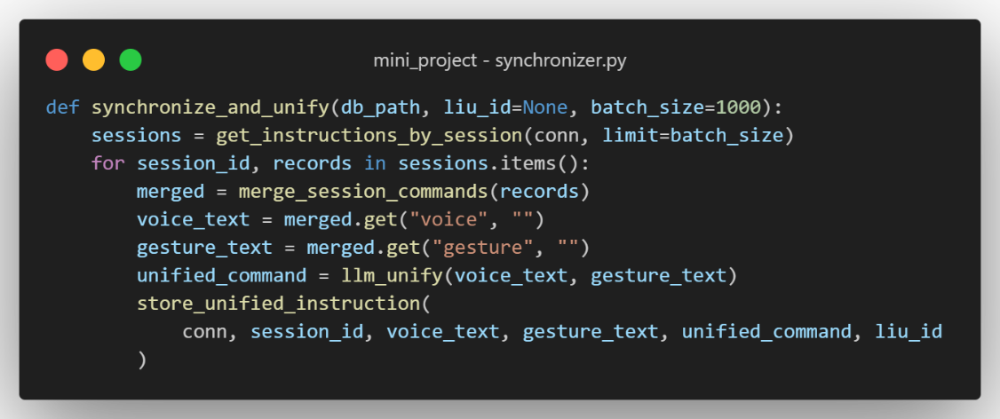 mini_project - synchronizer.py
def synchronize_and_unify(db_path, liu_id=None, batch_size=1000):
    sessions = get_instructions_by_session(conn, limit=batch_size)
    for session_id, records in sessions.items():
        merged = merge_session_commands(records)
        voice_text = merged.get("voice", "")
        gesture_text = merged.get("gesture", "")
        unified_command = llm_unify(voice_text, gesture_text)
        store_unified_instruction(
            conn, session_id, voice_text, gesture_text, unified_command, liu_id
        )